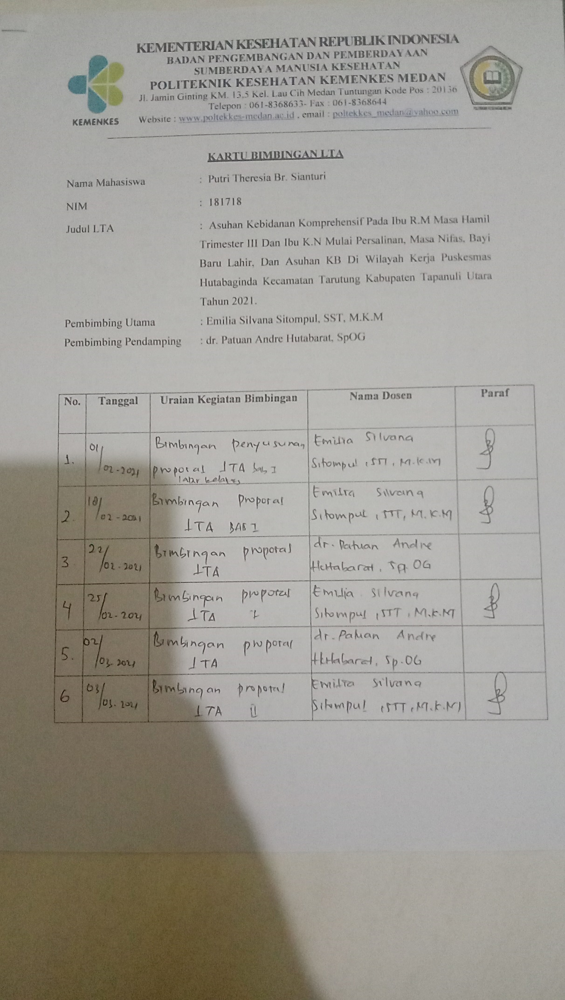 KEMENTERIAN KESEHATAN REPUBLIK INDONESIA
BADAN PENGEMBANGAN DAN PEMBERDAYAAN
SUMBERDAYA MANUSIA KESEHATAN
POLITEKNIK KESEHATAN KEMENKES MEDAN
Jl. Jamin Ginting KM. 13,5 Kel. Lau Cih Medan Tuntungan Kode Pos : 20136
Telepon : 061-8368633- Fax : 061-8368644
Website : www.poltekkes-medan.ac.id , email : poltekkes_medan@yahoo.com
KEMENKES
KARTU BIMBINGAN LTA
Nama Mahasiswa : Putri Theresia Br. Sianturi
NIM : 181718
Judul LTA : Asuhan Kebidanan Komprehensif Pada Ibu R.M Masa Hamil
Trimester III Dan Ibu K.N Mulai Persalinan, Masa Nifas, Bayi
Baru Lahir, Dan Asuhan KB Di Wilayah Kerja Puskesmas
Hutabaginda Kecamatan Tarutung Kabupaten Tapanuli Utara
Tahun 2021.
Pembimbing Utama : Emilia Silvana Sitompul, SST, M.K.M
Pembimbing Pendamping : dr. Patuan Andre Hutabarat, SpOG
No. Tanggal Uraian Kegiatan Bimbingan Nama Dosen Paraf
1. 01/02-2021 Bimbingan penyusunan Emilia Silvana
proposal LTA bab I Sitompul, SST, M.K.M
latar belakang
2. /02-2021 Bimbingan Proposal Emilia Silvana
LTA BAB I Sitompul, SST, M.K.M
3. 22/02-2021 Bimbingan proposal dr. Patuan Andre
LTA Hutabarat, Sp.OG
4 25/02-2021 Bimbingan proposal Emilia Silvana
LTA I Sitompul, SST, M.K.M
5. 02/03-2021 Bimbingan proposal dr. Patuan Andre
LTA Hutabarat, Sp.OG
6 03/03-2021 Bimbingan proposal Emilia Silvana
LTA II Sitompul, SST, M.K.M